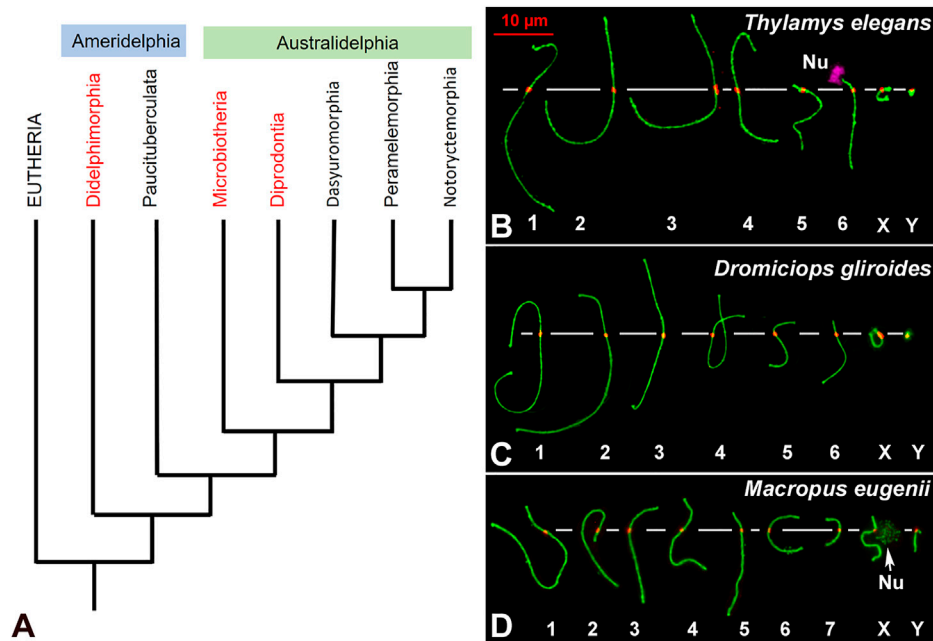 Ameridelphia
Australidelphia
EUTHERIA
Didelphimorphia
Paucituberculata
Microbiotheria
Diprodontia
Dasyuromorphia
Peramelemorphia
Notoryctemorphia
A
10 μm
Thylamys elegans
Nu
1 2 3 4 5 6 X Y
B
Dromiciops gliroides
1 2 3 4 5 6 X Y
C
Macropus eugenii
Nu
1 2 3 4 5 6 7 X Y
D